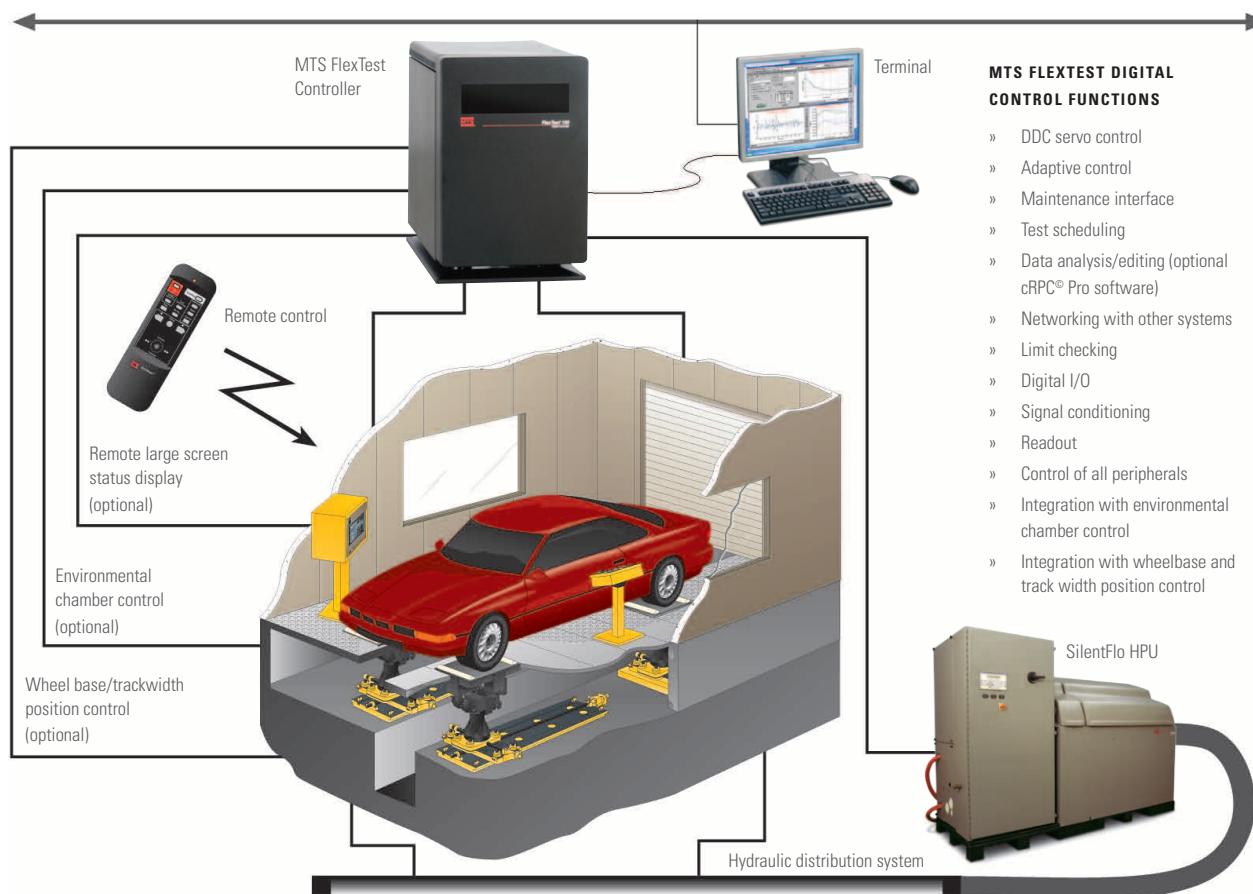 MTS FlexTest
Controller
Terminal
MTS FLEXTEST DIGITAL
CONTROL FUNCTIONS
» DDC servo control
» Adaptive control
» Maintenance interface
» Test scheduling
» Data analysis/editing (optional
cRPC© Pro software)
» Networking with other systems
» Limit checking
» Digital I/O
» Signal conditioning
» Readout
» Control of all peripherals
» Integration with environmental
chamber control
» Integration with wheelbase and
track width position control
Remote control
Remote large screen
status display
(optional)
Environmental
chamber control
(optional)
Wheel base/trackwidth
position control
(optional)
SilentFlo HPU
Hydraulic distribution system